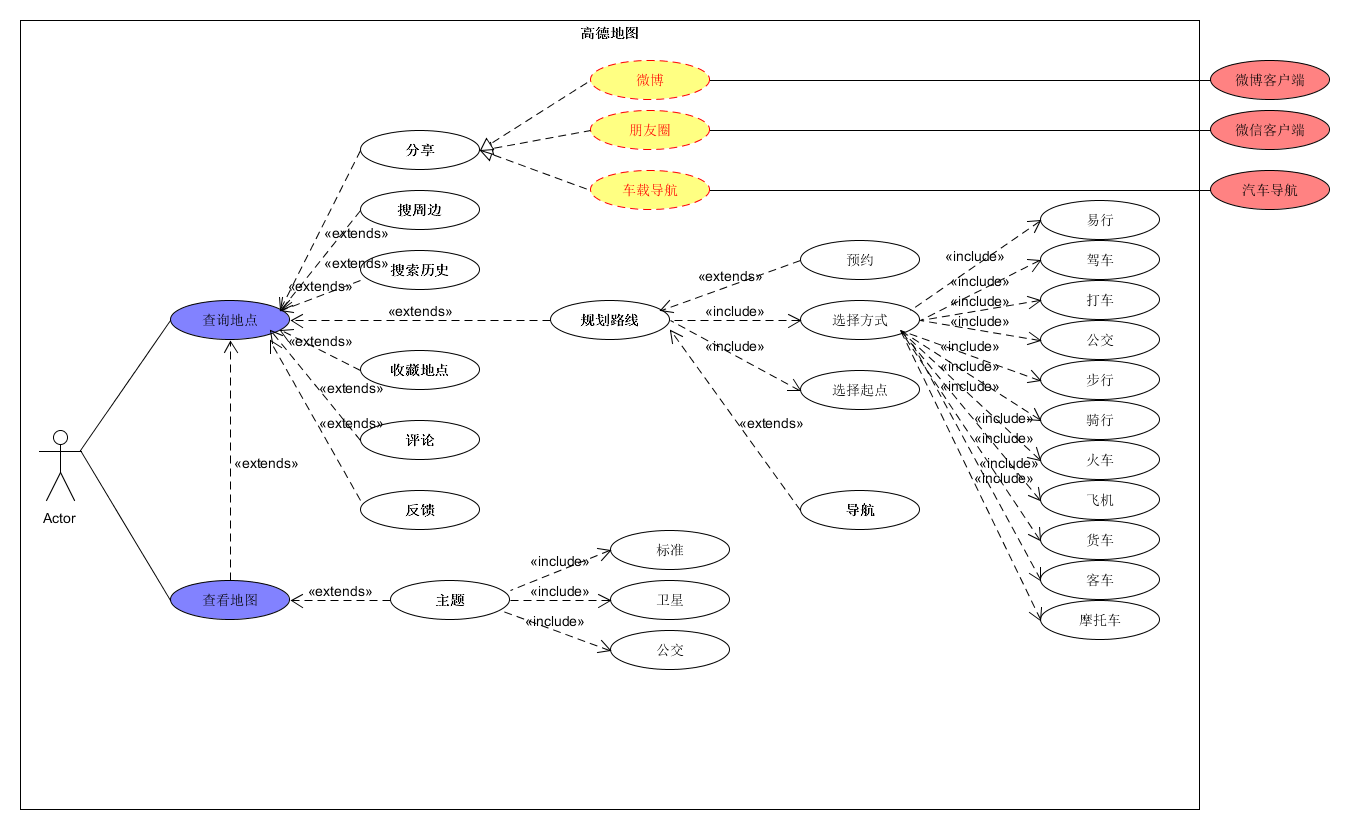 高德地图
微博
微博客户端
朋友圈
微信客户端
分享
车载导航
汽车导航
搜周边
易行
«extends»
预约
«include»
驾车
«extends»
搜索历史
«extends»
«include»
«extends»
打车
«include»
查询地点
«extends»
规划路线
«include»
选择方式
«include»
公交
«extends»
«include»
«include»
收藏地点
«include»
步行
«extends»
选择起点
«include»
«extends»
«extends»
«include»
骑行
评论
«include»
Actor
«extends»
火车
«include»
«include»
反馈
导航
飞机
货车
标准
«include»
查看地图
«extends»
主题
«include»
卫星
客车
«include»
公交
摩托车